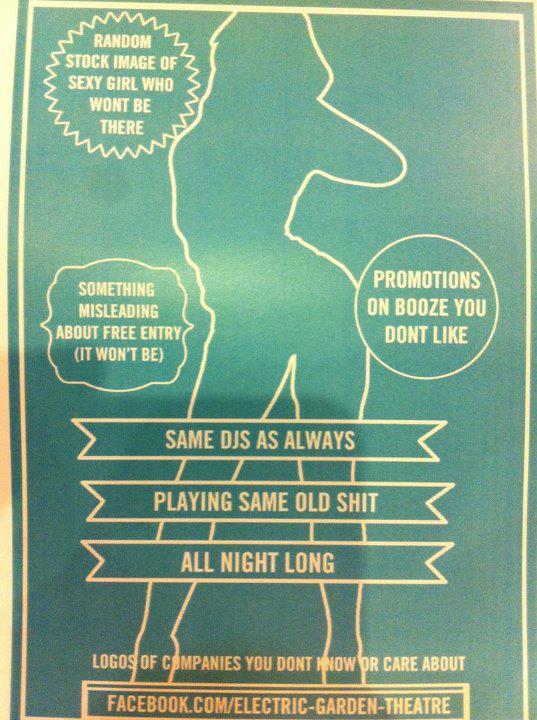 RANDOM
STOCK IMAGE OF
SEXY GIRL WHO
WONT BE
THERE
SOMETHING
MISLEADING
ABOUT FREE ENTRY
(IT WON'T BE)
PROMOTIONS
ON BOOZE YOU
DONT LIKE
SAME DJS AS ALWAYS
PLAYING SAME OLD SHIT
ALL NIGHT LONG
LOGOS OF COMPANIES YOU DONT KNOW OR CARE ABOUT
FACEBOOK.COM/ELECTRIC-GARDEN-THEATRE